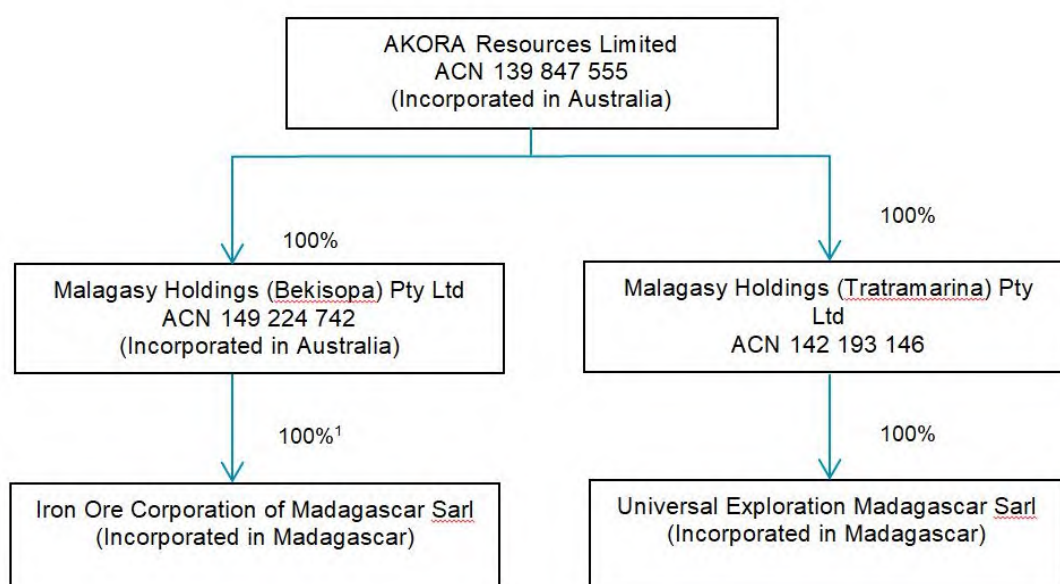 AKORA Resources Limited
ACN 139 847 555
(Incorporated in Australia)
100%
100%
Malagasy Holdings (Bekisopa) Pty Ltd
ACN 149 224 742
(Incorporated in Australia)
Malagasy Holdings (Tratramarina) Pty
Ltd
ACN 142 193 146
100%¹
100%
Iron Ore Corporation of Madagascar Sarl
(Incorporated in Madagascar)
Universal Exploration Madagascar Sarl
(Incorporated in Madagascar)